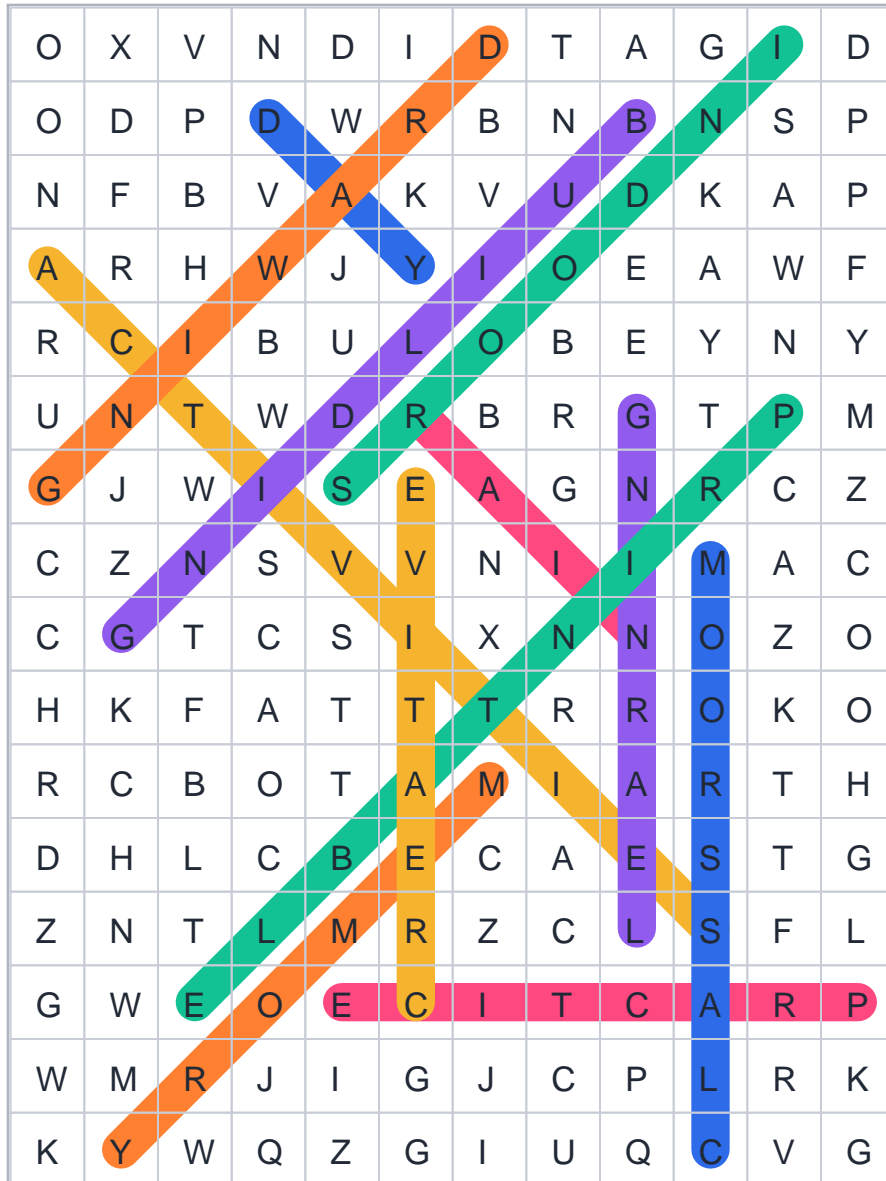 O X V N D I D T A G I D
O D P D W R B N B N S P
N F B V A K V U D K A P
A R H W J Y I O E A W F
R C I B U L O B E Y N Y
U N T W D R B R G T P M
G J W I S E A G N R C Z
C Z N S V V N I I M A C
C G T C S I X N N O Z O
H K F A T T T R R O K O
R C B O T A M I A R T H
D H L C B E C A E S T G
Z N T L M R Z C L S F L
G W E O E C I T C A R P
W M R J I G J C P L R K
K Y W Q Z G I U Q C V G